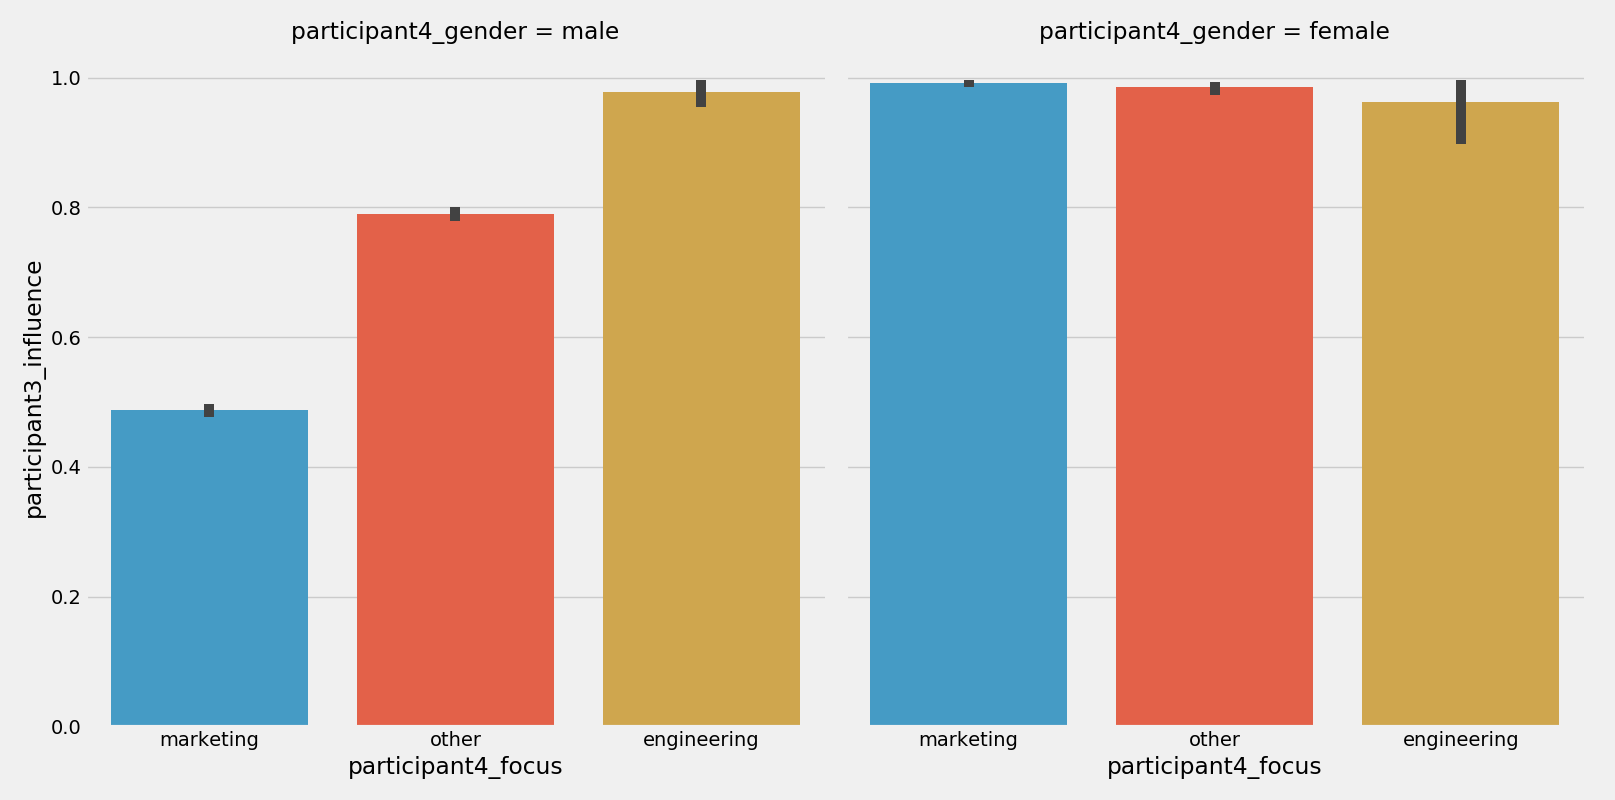 participant4_gender = male
participant4_gender = female
participant3_influence
1.0
0.8
0.6
0.4
0.2
0.0
marketing other engineering
marketing other engineering
participant4_focus
participant4_focus